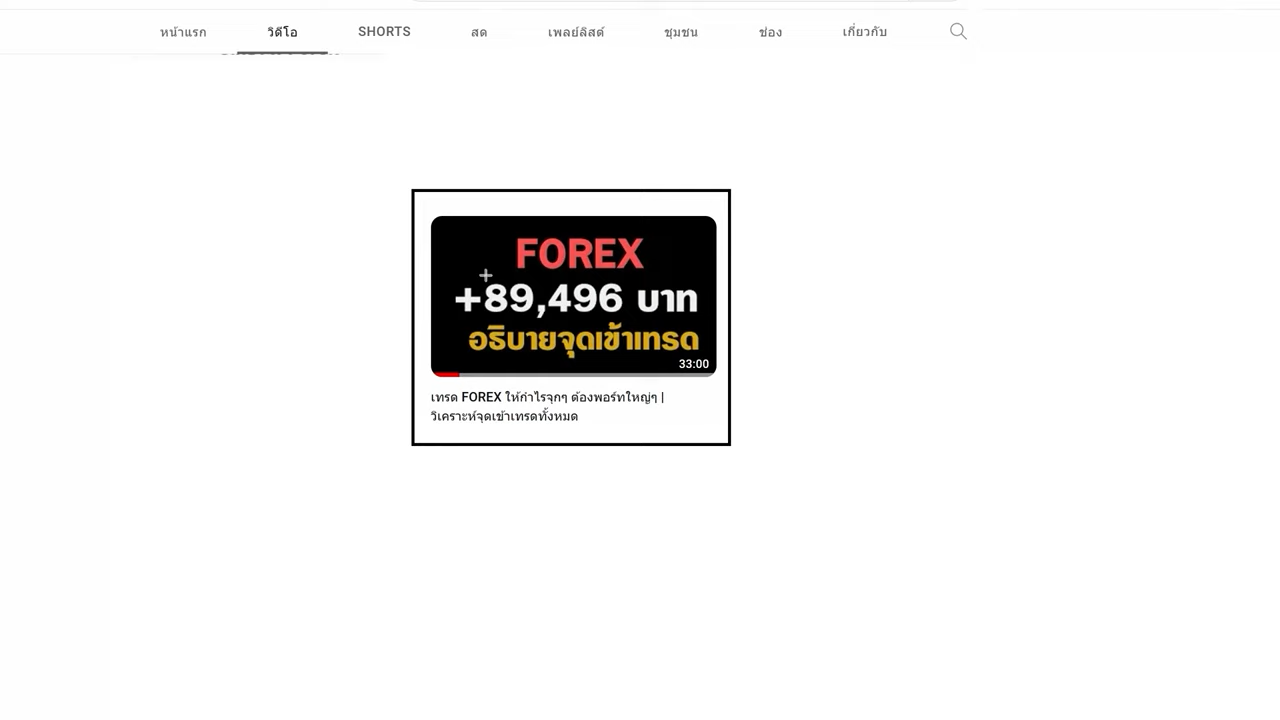 หน้าแรก วิดีโอ SHORTS สด เพลย์ลิสต์ ชุมชน ช่อง เกี่ยวกับ
FOREX
+89,496 บาท
อธิบายจุดเข้าเทรด
33:00
เทรด FOREX ให้กำไรจุกๆ ต้องพอร์ทใหญ่ๆ |
วิเคราะห์จุดเข้าเทรดทั้งหมด